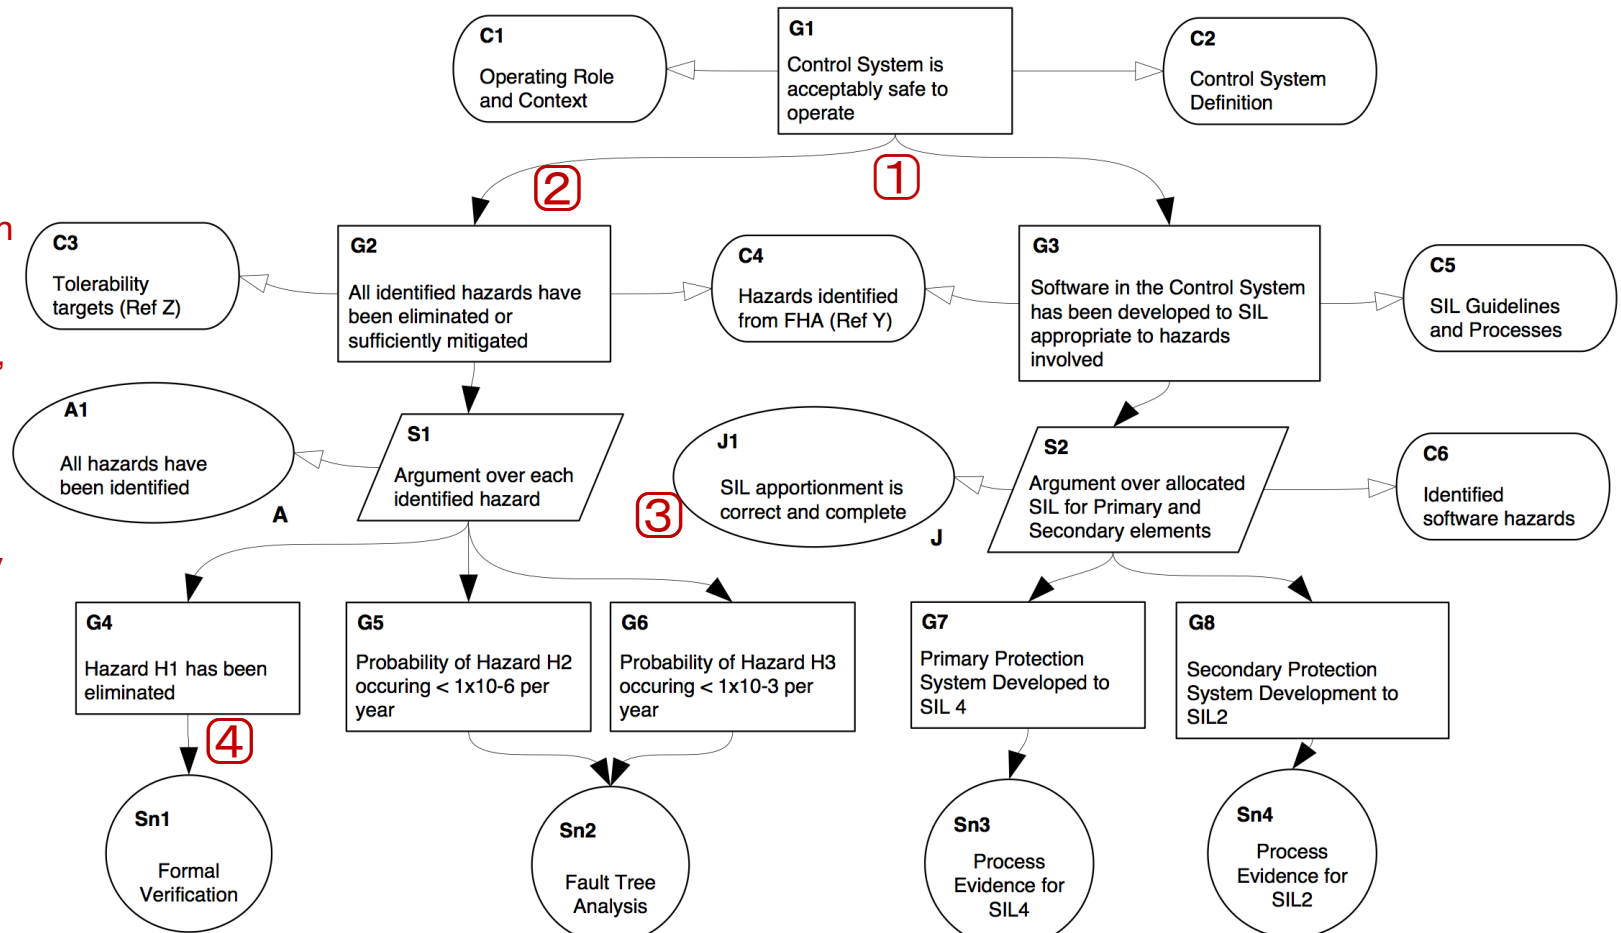 C1
Operating Role
and Context
G1
Control System is
acceptably safe to
operate
C2
Control System
Definition
2
1
n
C3
Tolerability
targets (Ref Z)
G2
All identified hazards have
been eliminated or
sufficiently mitigated
C4
Hazards identified
from FHA (Ref Y)
G3
Software in the Control System
has been developed to SIL
appropriate to hazards
involved
C5
SIL Guidelines
and Processes
,
A1
All hazards have
been identified
A
S1
Argument over each
identified hazard
3
J1
SIL apportionment is
correct and complete
J
S2
Argument over allocated
SIL for Primary and
Secondary elements
C6
Identified
software hazards
G4
Hazard H1 has been
eliminated
G5
Probability of Hazard H2
occuring < 1x10-6 per
year
G6
Probability of Hazard H3
occuring < 1x10-3 per
year
G7
Primary Protection
System Developed to
SIL 4
G8
Secondary Protection
System Development to
SIL2
4
Sn1
Formal
Verification
Sn2
Fault Tree
Analysis
Sn3
Process
Evidence for
SIL4
Sn4
Process
Evidence for
SIL2